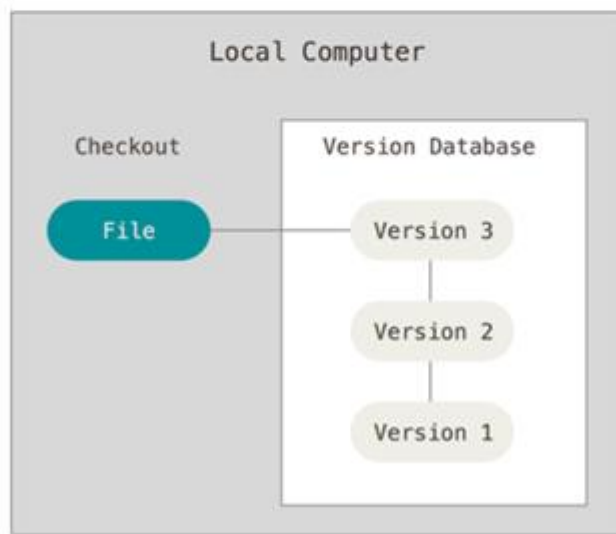 Local Computer
Checkout
Version Database
File
Version 3
Version 2
Version 1